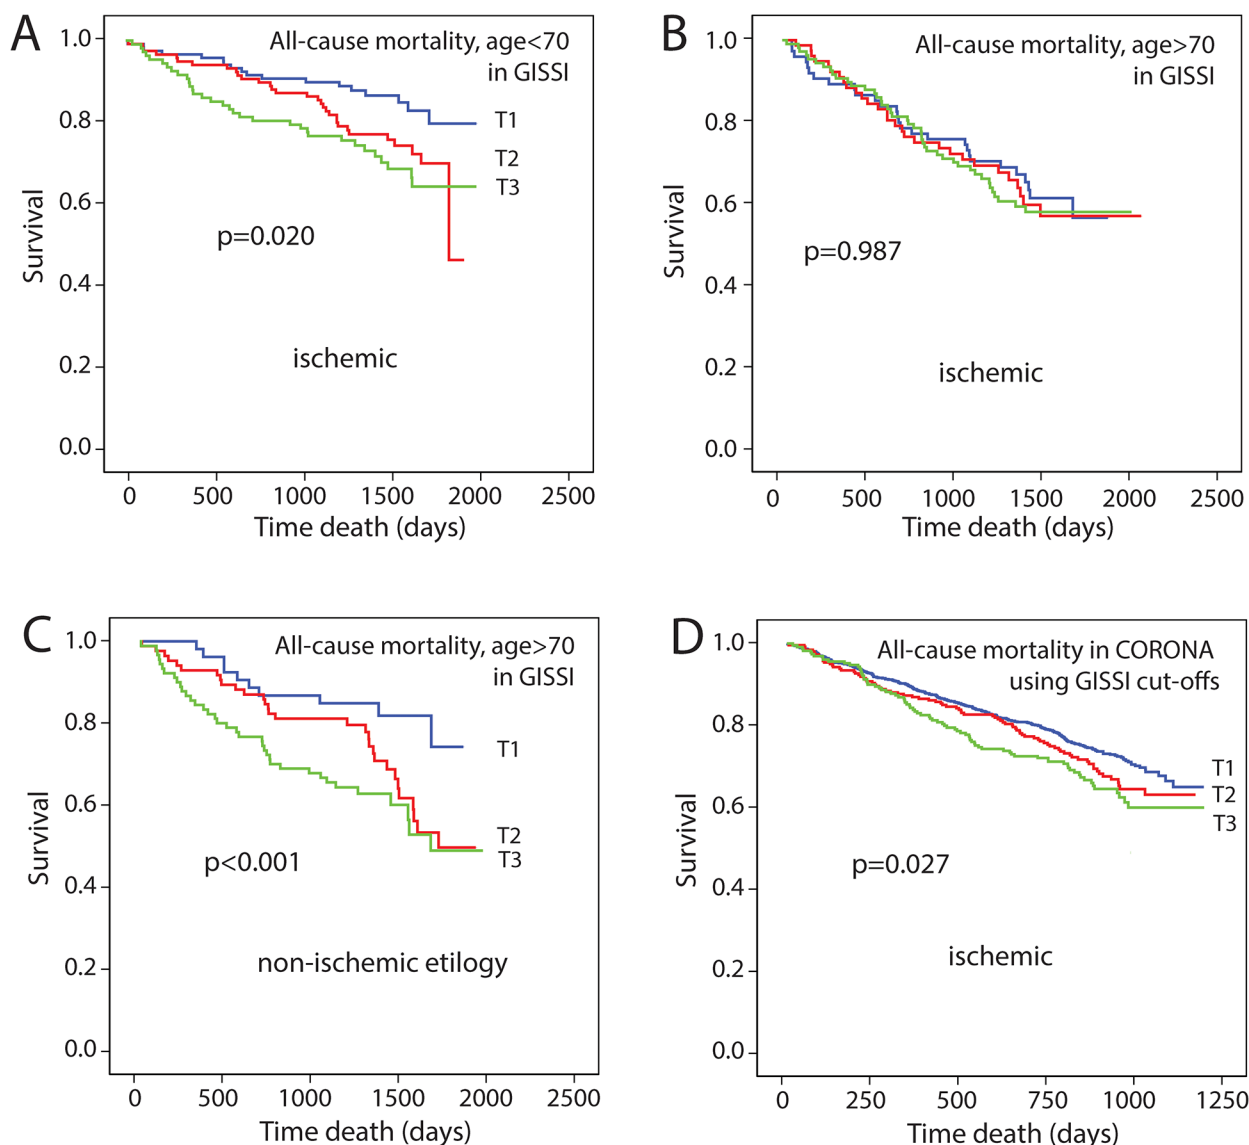 A
All-cause mortality, age<70
in GISSI
1.0
0.8
0.6
0.4
0.2
0.0
Survival
T1
T2
T3
p=0.020
ischemic
0 500 1000 1500 2000 2500
Time death (days)
B
All-cause mortality, age>70
in GISSI
1.0
0.8
0.6
0.4
0.2
0.0
Survival
p=0.987
ischemic
0 500 1000 1500 2000 2500
Time death (days)
C
All-cause mortality, age>70
in GISSI
1.0
0.8
0.6
0.4
0.2
0.0
Survival
T1
T2
T3
p<0.001
non-ischemic etilogy
0 500 1000 1500 2000 2500
Time death (days)
D
All-cause mortality in CORONA
using GISSI cut-offs
1.0
0.8
0.6
0.4
0.2
0.0
Survival
T1
T2
T3
p=0.027
ischemic
0 250 500 750 1000 1250
Time death (days)